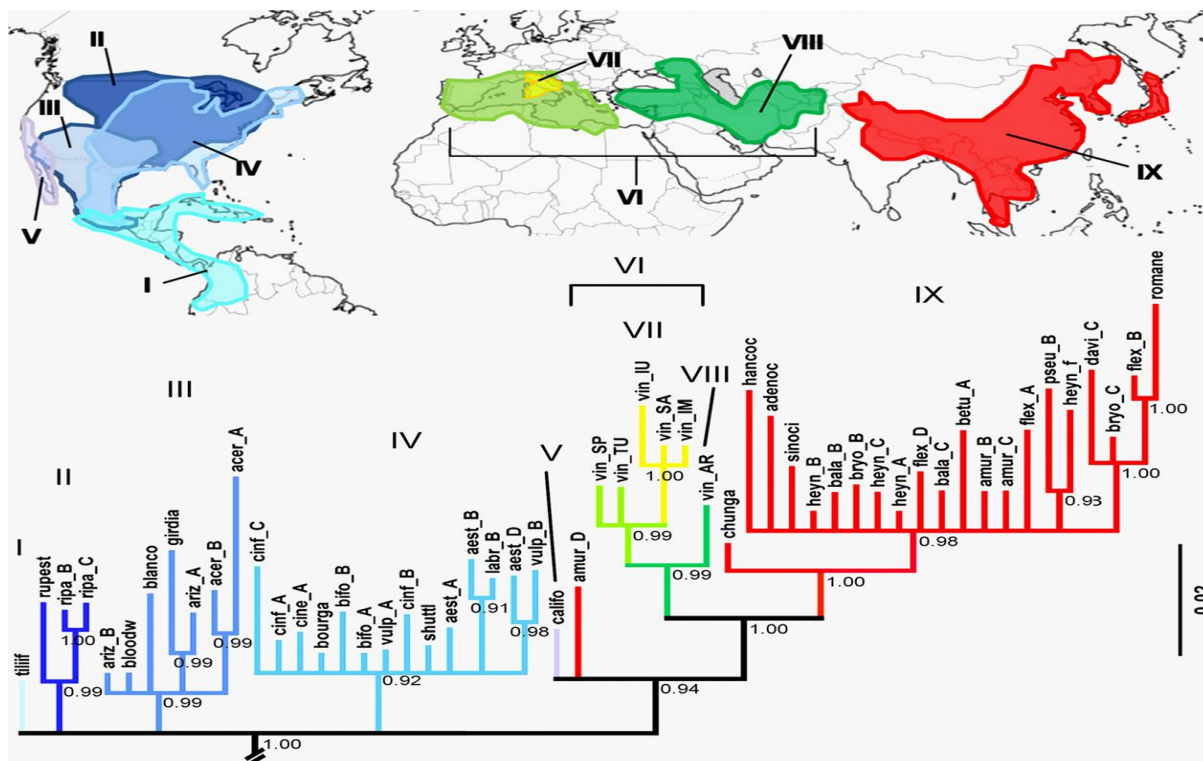 II
III
IV
V
I
VII
VIII
VI
IX
VI
IX
VII
VIII
III
IV
II
V
I
tiliif
rupest
ripa_B
ripa_C
1.00
0.99
ariz_B
bloodw
blanco
girdia
ariz_A
acer_B
acer_A
0.99
0.99
0.99
cinf_C
cinf_A
cine_A
bourga
bifo_B
bifo_A
vulp_A
cinf_B
shuttl
aest_A
aest_B
labr_B
aest_D
vulp_B
0.91
0.98
0.92
califo
amur_D
vin_SP
vin_TU
vin_IU
vin_SA
vin_IM
vin_AR
1.00
0.99
0.99
chunga
hancoc
adenoc
sinoci
heyn_B
bala_B
bryo_B
heyn_C
heyn_A
flex_D
bala_C
betu_A
amur_B
amur_C
flex_A
pseu_B
heyn_f
davi_C
bryo_C
flex_B
romane
1.00
1.00
0.93
0.98
1.00
1.00
0.94
1.00
0.02